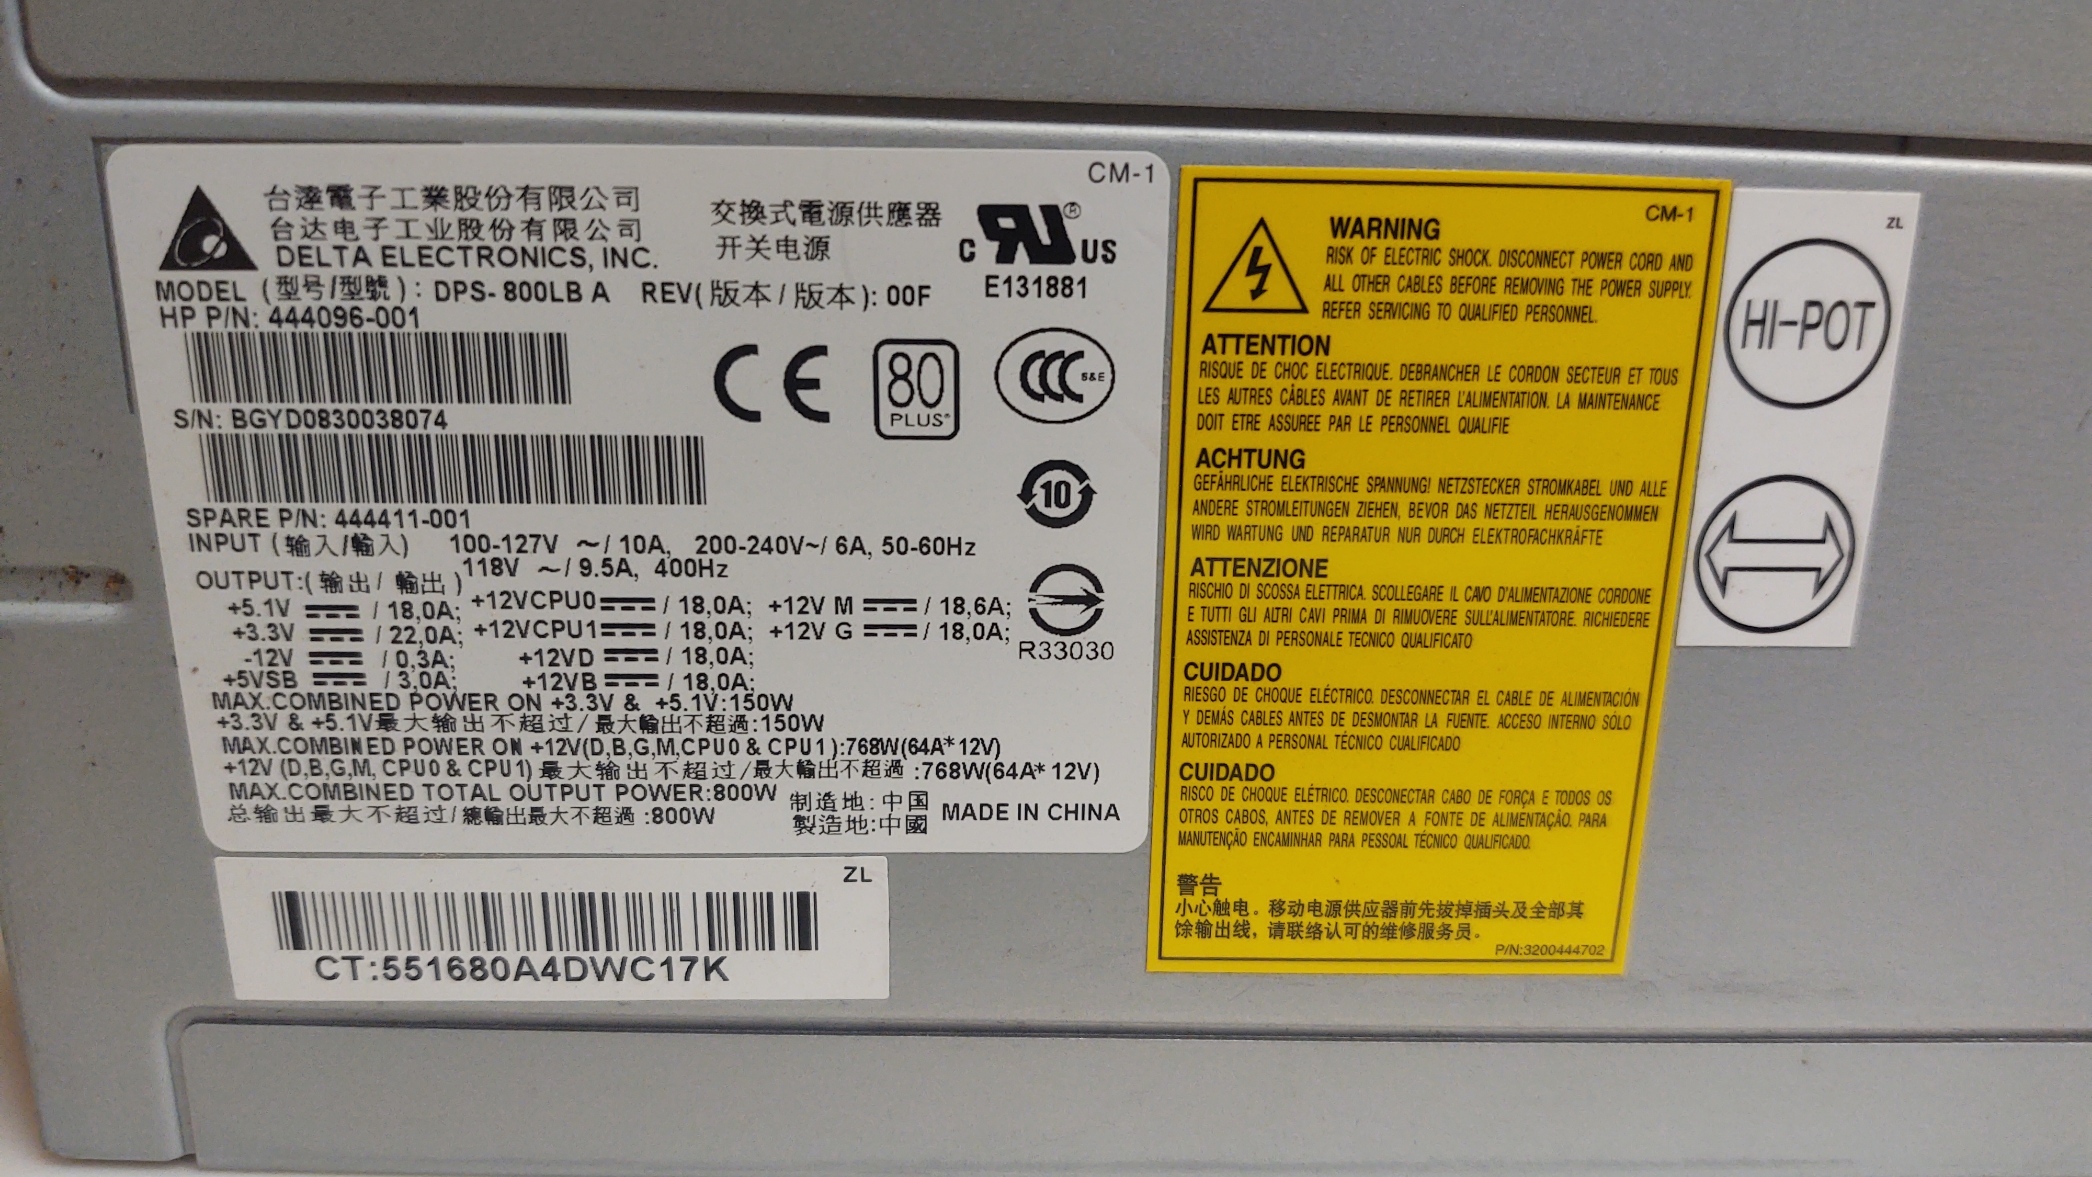 CM-1
台達電子工業股份有限公司
台达电子工业股份有限公司
DELTA ELECTRONICS, INC.
交換式電源供應器
开关电源
C RU® US
E131881
MODEL (型号/型號): DPS-800LB A REV(版本/版本): 00F
HP P/N: 444096-001
CE
80
PLUS®
CCC S&E
S/N: BGYD0830038074
10
SPARE P/N: 444411-001
INPUT (输入/輸入) 100-127V ~/ 10A, 200-240V~/ 6A, 50-60Hz
118V ~/ 9.5A, 400Hz
OUTPUT:(输出/輸出)
+5.1V / 18,0A; +12VCPU0 / 18,0A; +12V M / 18,6A;
+3.3V / 22,0A; +12VCPU1 / 18,0A; +12V G / 18,0A;
-12V / 0,3A; +12VD / 18,0A;
+5VSB / 3,0A; +12VB / 18,0A;
R33030
MAX.COMBINED POWER ON +3.3V & +5.1V:150W
+3.3V & +5.1V最大输出不超过/最大輸出不超過:150W
MAX.COMBINED POWER ON +12V(D,B,G,M,CPU0 & CPU1):768W(64A*12V)
+12V (D,B,G,M, CPU0 & CPU1) 最大输出不超过/最大輸出不超過:768W(64A*12V)
MAX.COMBINED TOTAL OUTPUT POWER:800W
总输出最大不超过/總輸出最大不超過:800W
制造地:中国
製造地:中國
MADE IN CHINA
ZL
CT:551680A4DWC17K
CM-1
WARNING
RISK OF ELECTRIC SHOCK. DISCONNECT POWER CORD AND
ALL OTHER CABLES BEFORE REMOVING THE POWER SUPPLY.
REFER SERVICING TO QUALIFIED PERSONNEL.
ATTENTION
RISQUE DE CHOC ELECTRIQUE. DEBRANCHER LE CORDON SECTEUR ET TOUS
LES AUTRES CÂBLES AVANT DE RETIRER L'ALIMENTATION. LA MAINTENANCE
DOIT ETRE ASSUREE PAR LE PERSONNEL QUALIFIE
ACHTUNG
GEFÄHRLICHE ELEKTRISCHE SPANNUNG! NETZSTECKER STROMKABEL UND ALLE
ANDERE STROMLEITUNGEN ZIEHEN, BEVOR DAS NETZTEIL HERAUSGENOMMEN
WIRD WARTUNG UND REPARATUR NUR DURCH ELEKTROFACHKRÄFTE
ATTENZIONE
RISCHIO DI SCOSSA ELETTRICA. SCOLLEGARE IL CAVO D'ALIMENTAZIONE CORDONE
E TUTTI GLI ALTRI CAVI PRIMA DI RIMUOVERE SULL'ALIMENTATORE. RICHIEDERE
ASSISTENZA DI PERSONALE TECNICO QUALIFICATO
CUIDADO
RIESGO DE CHOQUE ELÉCTRICO. DESCONNECTAR EL CABLE DE ALIMENTACIÓN
Y DEMÁS CABLES ANTES DE DESMONTAR LA FUENTE. ACCESO INTERNO SÓLO
AUTORIZADO A PERSONAL TÉCNICO CUALIFICADO
CUIDADO
RISCO DE CHOQUE ELÉTRICO. DESCONECTAR CABO DE FORÇA E TODOS OS
OTROS CABOS, ANTES DE REMOVER A FONTE DE ALIMENTAÇÃO. PARA
MANUTENÇÃO ENCAMINHAR PARA PESSOAL TÉCNICO QUALIFICADO.
警告
小心触电。移动电源供应器前先拔掉插头及全部其
馀输出线,请联络认可的维修服务员。
P/N:3200444702
ZL
HI-POT